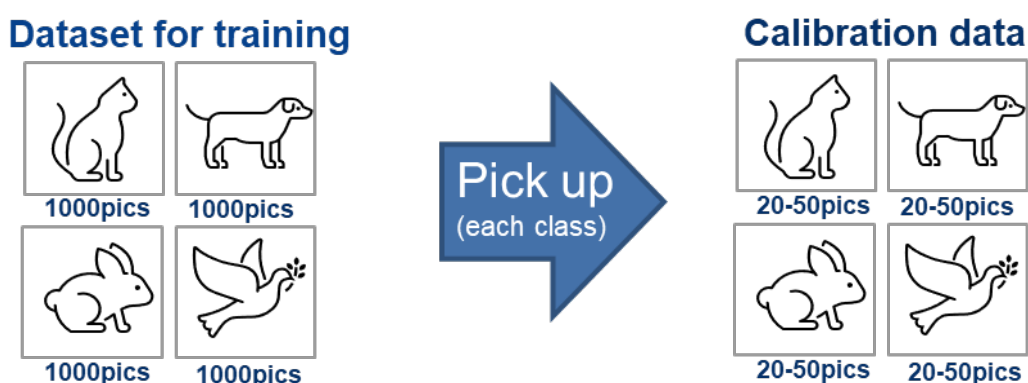 Dataset for training
1000pics 1000pics
1000pics 1000pics
Pick up
(each class)
Calibration data
20-50pics 20-50pics
20-50pics 20-50pics